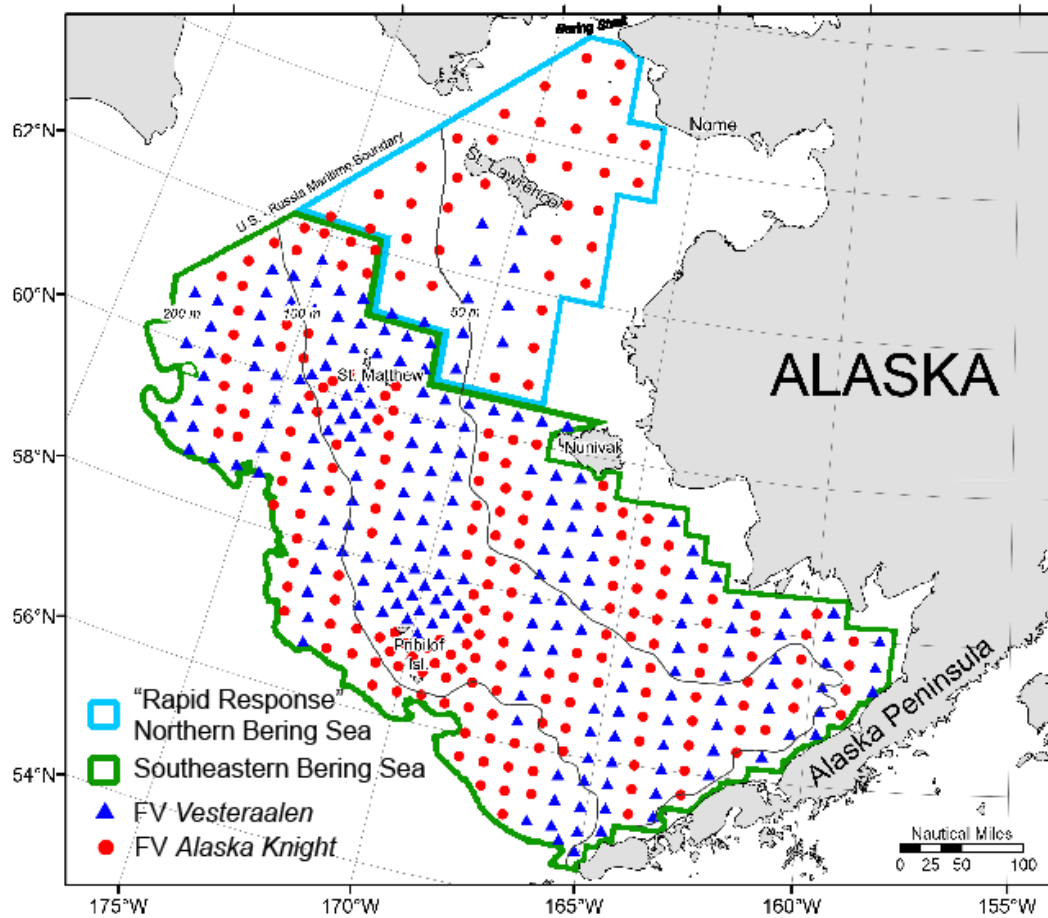 Bering Strait
Nome
St. Lawrence
U.S. - Russia Maritime Boundary
62°N
60°N
58°N
56°N
54°N
200 m
100 m
50 m
St. Matthew
ALASKA
Nunivak
Pribilof
Isl.
Alaska Peninsula
"Rapid Response"
Northern Bering Sea
Southeastern Bering Sea
FV Vesteraalen
FV Alaska Knight
Nautical Miles
0 25 50 100
175°W
170°W
165°W
160°W
155°W